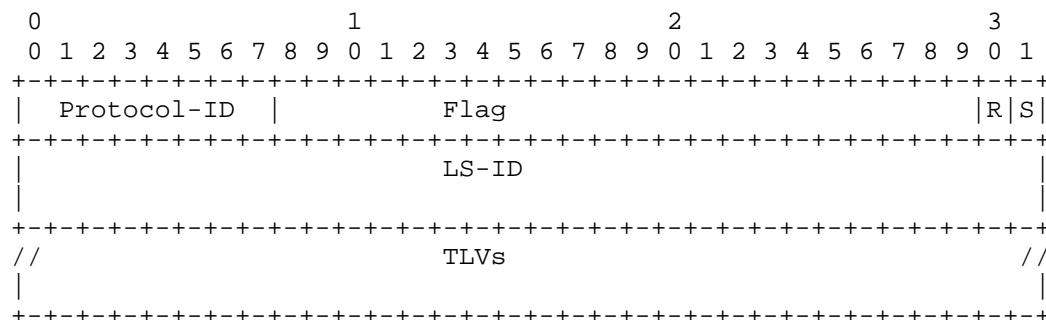 0                   1                   2                   3
 0 1 2 3 4 5 6 7 8 9 0 1 2 3 4 5 6 7 8 9 0 1 2 3 4 5 6 7 8 9 0 1
+-+-+-+-+-+-+-+-+-+-+-+-+-+-+-+-+-+-+-+-+-+-+-+-+-+-+-+-+-+-+-+-+
|  Protocol-ID  |          Flag                             |R|S|
+-+-+-+-+-+-+-+-+-+-+-+-+-+-+-+-+-+-+-+-+-+-+-+-+-+-+-+-+-+-+-+-+
|                          LS-ID                                |
|                                                               |
+-+-+-+-+-+-+-+-+-+-+-+-+-+-+-+-+-+-+-+-+-+-+-+-+-+-+-+-+-+-+-+-+
//                         TLVs                                //
|                                                               |
+-+-+-+-+-+-+-+-+-+-+-+-+-+-+-+-+-+-+-+-+-+-+-+-+-+-+-+-+-+-+-+-+